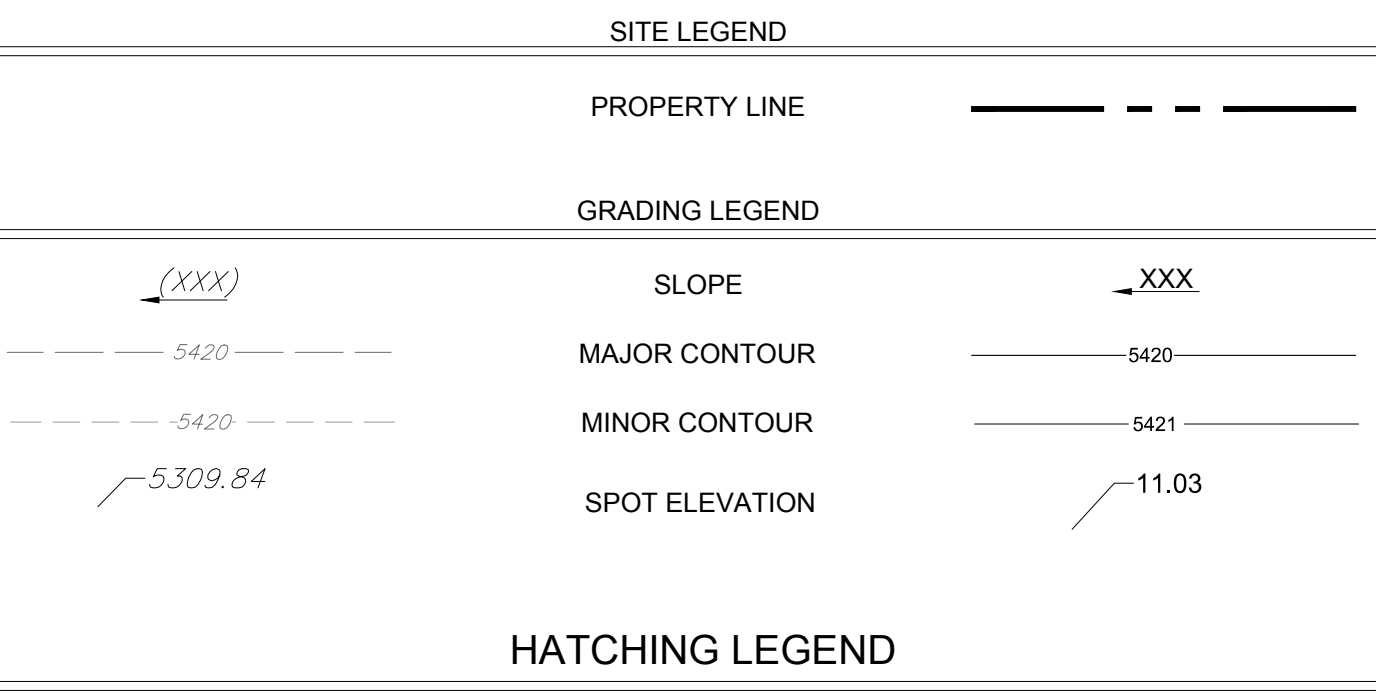 SITE LEGEND
PROPERTY LINE
GRADING LEGEND
(XXX) SLOPE XXX
5420 MAJOR CONTOUR 5420
5420 MINOR CONTOUR 5421
5309.84 SPOT ELEVATION 11.03
HATCHING LEGEND